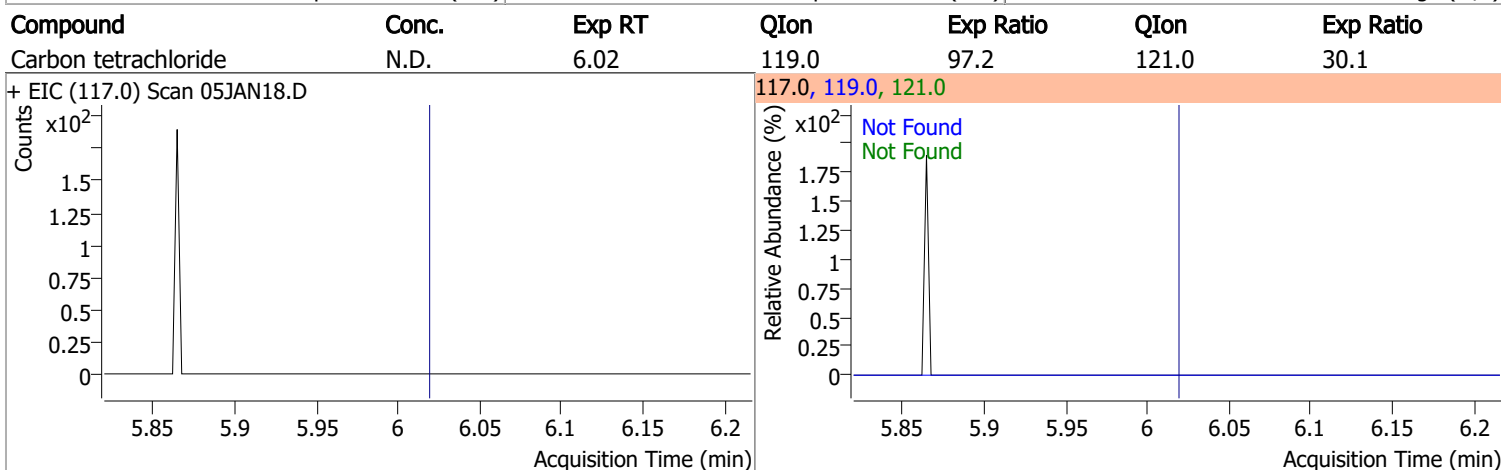 Compound Conc. Exp RT QIon Exp Ratio QIon Exp Ratio
Carbon tetrachloride N.D. 6.02 119.0 97.2 121.0 30.1
+ EIC (117.0) Scan 05JAN18.D
Counts
x10²
1.5
1.25
1
0.75
0.5
0.25
0
5.85 5.9 5.95 6 6.05 6.1 6.15 6.2
Acquisition Time (min)
117.0, 119.0, 121.0
Relative Abundance (%)
x10²
Not Found
Not Found
1.75
1.5
1.25
1
0.75
0.5
0.25
0
5.85 5.9 5.95 6 6.05 6.1 6.15 6.2
Acquisition Time (min)